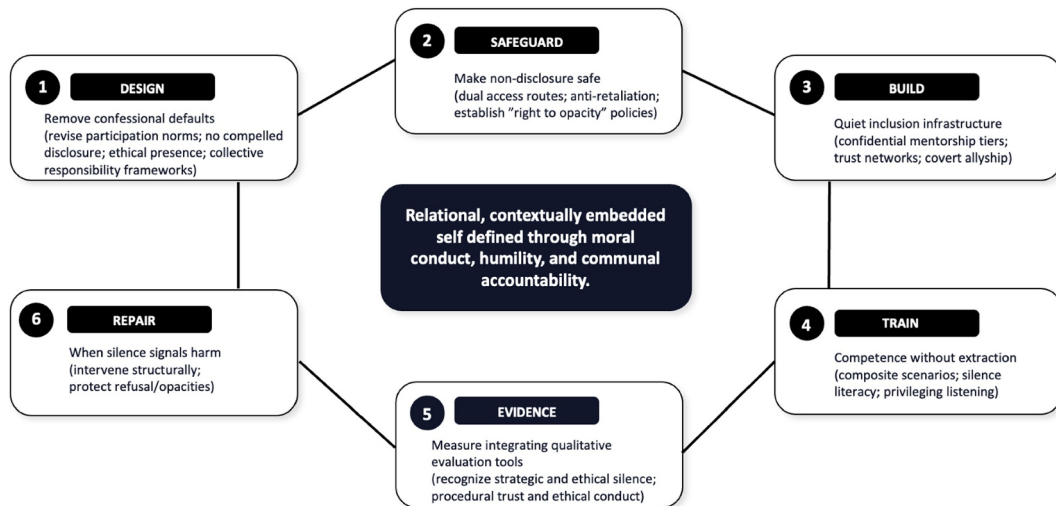 1
DESIGN
Remove confessional defaults
(revise participation norms; no compelled
disclosure; ethical presence; collective
responsibility frameworks)
2
SAFEGUARD
Make non-disclosure safe
(dual access routes; anti-retaliation;
establish ”right to opacity” policies)
3
BUILD
Quiet inclusion infrastructure
(confidential mentorship tiers;
trust networks; covert allyship)
Relational, contextually embedded
self defined through moral
conduct, humility, and communal
accountability.
4
TRAIN
Competence without extraction
(composite scenarios; silence
literacy; privileging listening)
5
EVIDENCE
Measure integrating qualitative
evaluation tools
(recognize strategic and ethical silence;
procedural trust and ethical conduct)
6
REPAIR
When silence signals harm
(intervene structurally;
protect refusal/opacities)